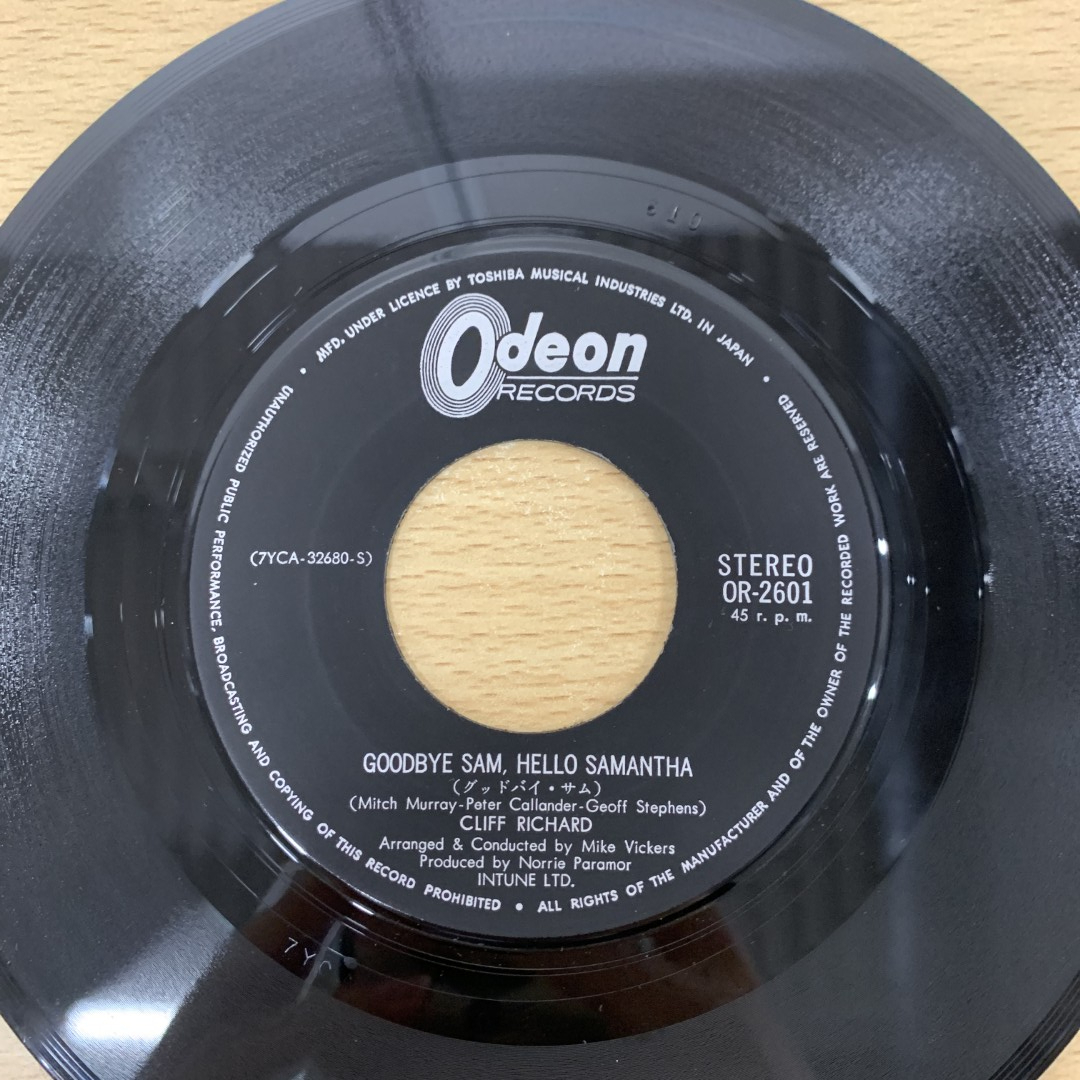 MFD. UNDER LICENCE BY TOSHIBA MUSICAL INDUSTRIES LTD. IN JAPAN
Odeon
RECORDS
(7YCA-32680-S)
STEREO
OR-2601
45 r. p. m.
GOODBYE SAM, HELLO SAMANTHA
(グッドバイ・サム)
(Mitch Murray-Peter Callander-Geoff Stephens)
CLIFF RICHARD
Arranged & Conducted by Mike Vickers
Produced by Norrie Paramor
INTUNE LTD.
UNAUTHORIZED PUBLIC PERFORMANCE, BROADCASTING AND COPYING OF THIS RECORD PROHIBITED • ALL RIGHTS OF THE MANUFACTURER AND OF THE OWNER OF THE RECORDED WORK ARE RESERVED •
7YC